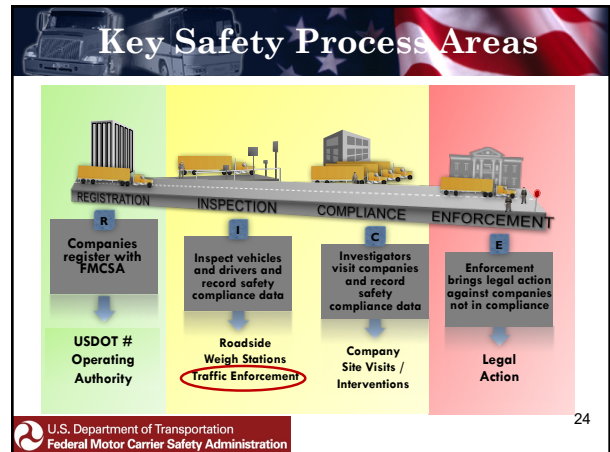 Key Safety Process Areas
REGISTRATION
INSPECTION
COMPLIANCE
ENFORCEMENT
R
Companies
register with
FMCSA
USDOT #
Operating
Authority
I
Inspect vehicles
and drivers and
record safety
compliance data
Roadside
Weigh Stations
Traffic Enforcement
C
Investigators
visit companies
and record
safety
compliance data
Company
Site Visits /
Interventions
E
Enforcement
brings legal action
against companies
not in compliance
Legal
Action
24
U.S. Department of Transportation
Federal Motor Carrier Safety Administration